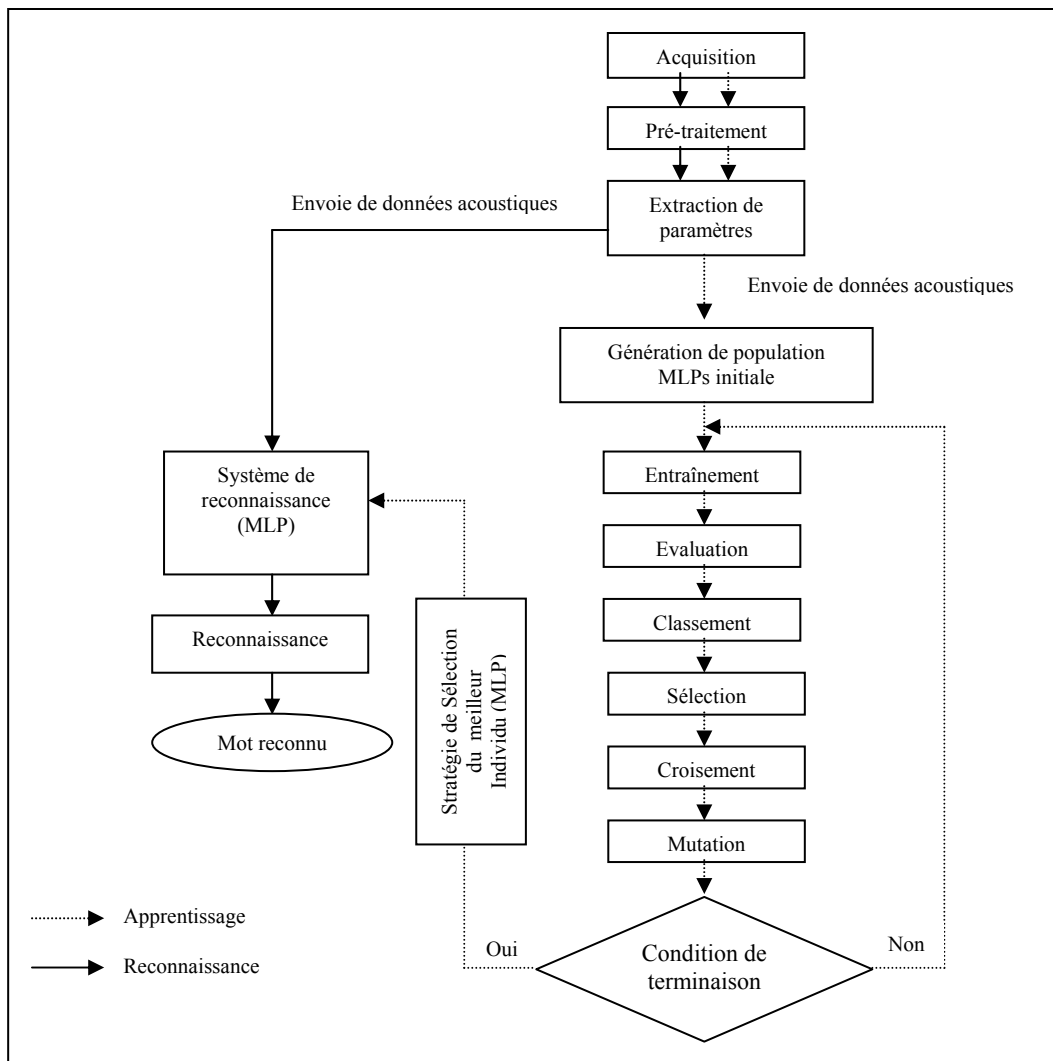 Acquisition
Pré-traitement
Extraction de
paramètres
Envoie de données acoustiques
Envoie de données acoustiques
Génération de population
MLPs initiale
Système de
reconnaissance
(MLP)
Reconnaissance
Mot reconnu
Stratégie de Sélection
du meilleur
Individu (MLP)
Entraînement
Evaluation
Classement
Sélection
Croisement
Mutation
Condition de
terminaison
Oui
Non
Apprentissage
Reconnaissance